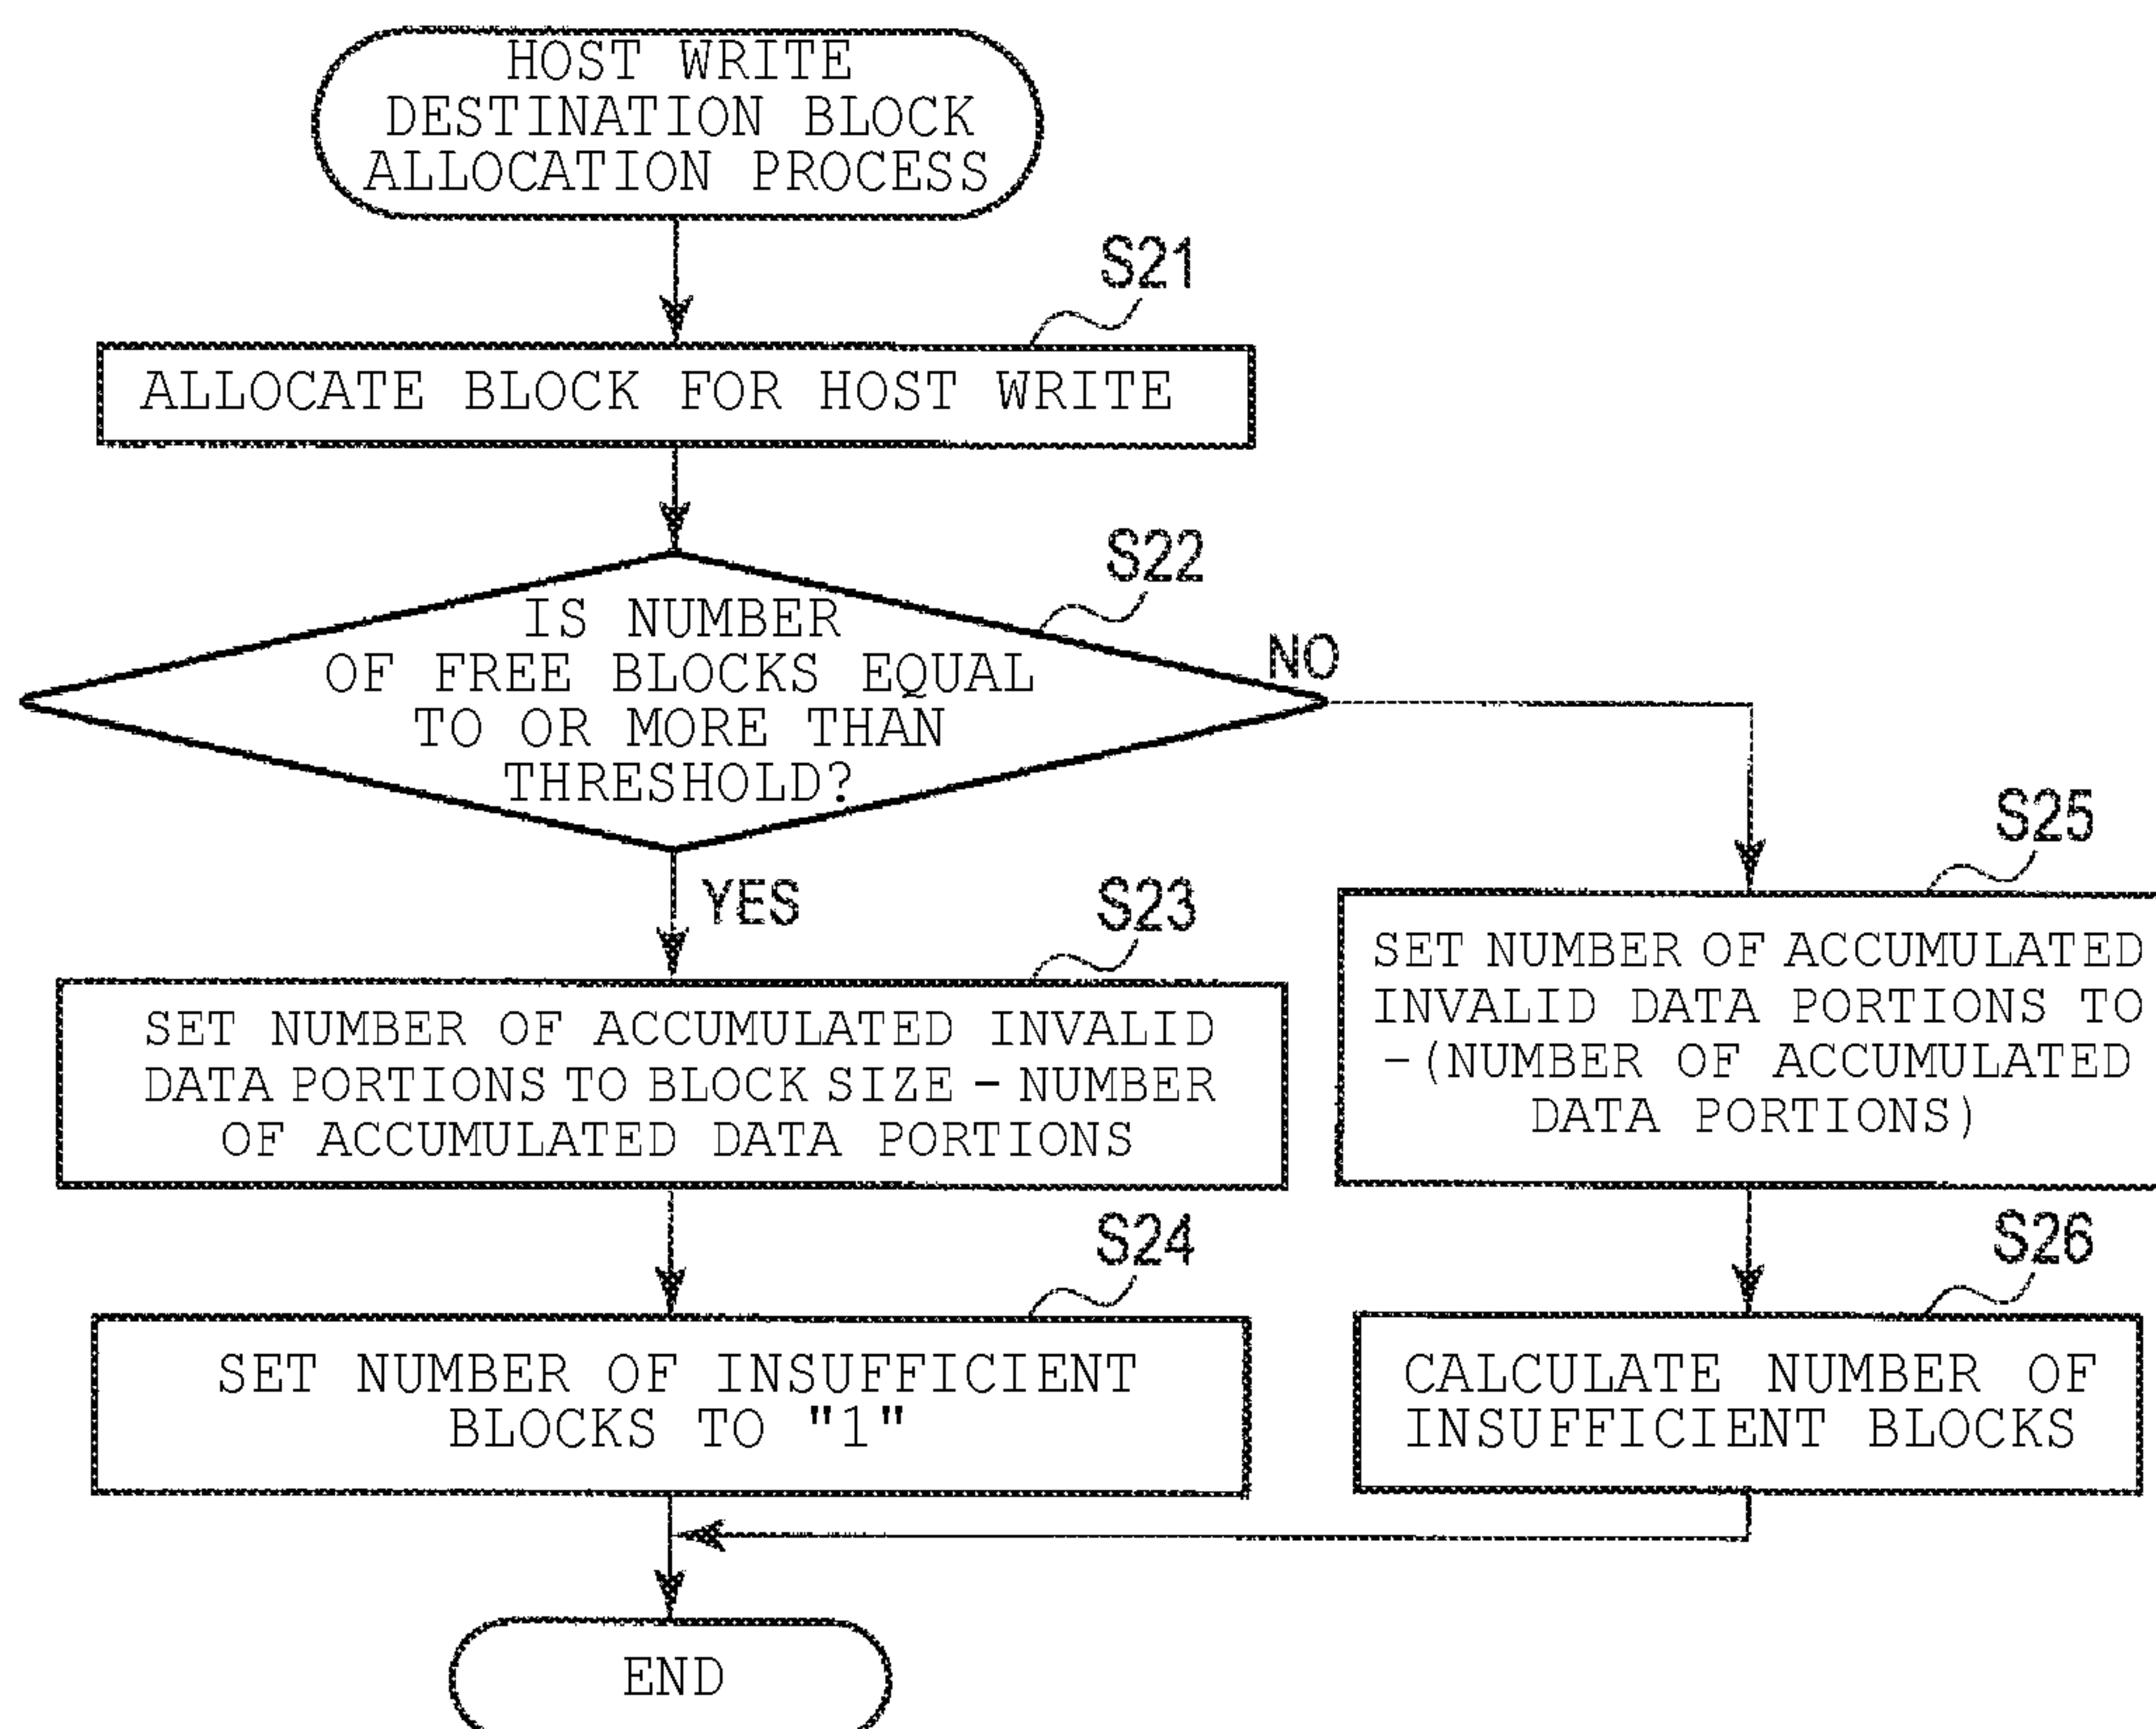 HOST WRITE
DESTINATION BLOCK
ALLOCATION PROCESS
S21
ALLOCATE BLOCK FOR HOST WRITE
S22
IS NUMBER
OF FREE BLOCKS EQUAL
TO OR MORE THAN
THRESHOLD?
NO
YES
S23
SET NUMBER OF ACCUMULATED INVALID
DATA PORTIONS TO BLOCK SIZE – NUMBER
OF ACCUMULATED DATA PORTIONS
S24
SET NUMBER OF INSUFFICIENT
BLOCKS TO "1"
S25
SET NUMBER OF ACCUMULATED
INVALID DATA PORTIONS TO
–(NUMBER OF ACCUMULATED
DATA PORTIONS)
S26
CALCULATE NUMBER OF
INSUFFICIENT BLOCKS
END